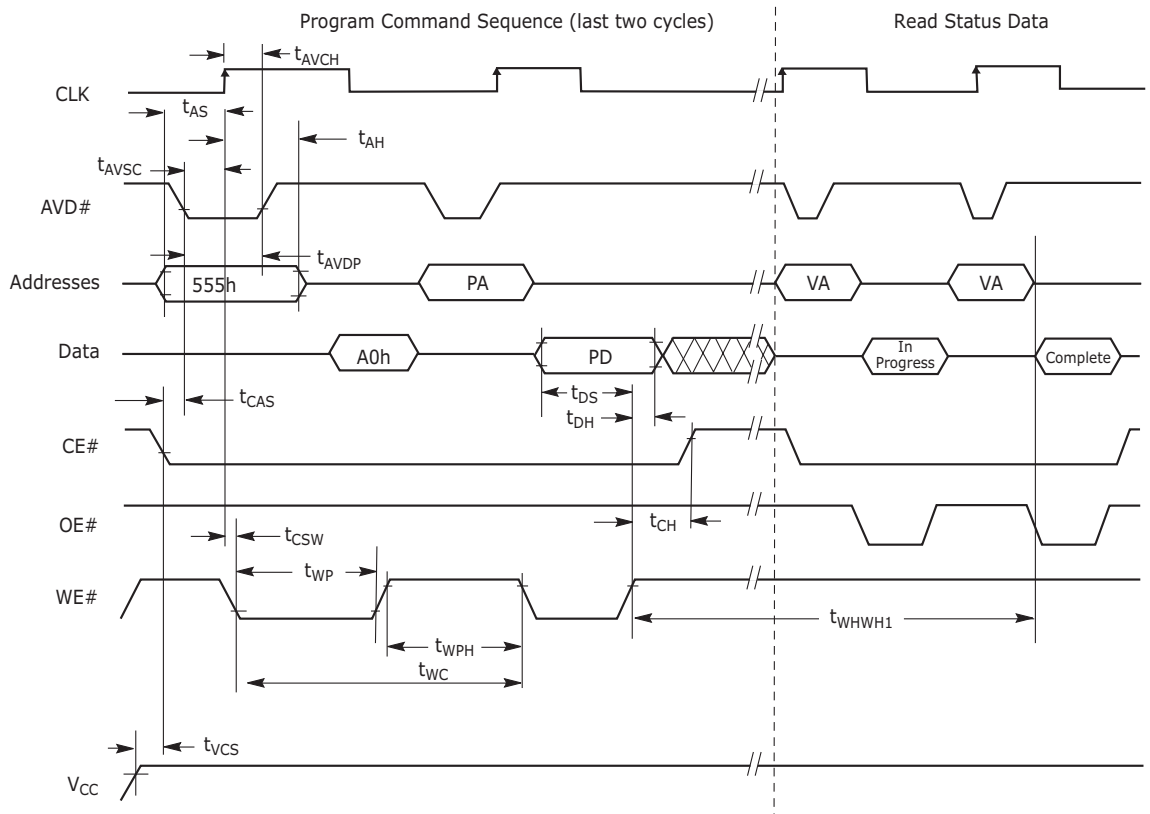 Program Command Sequence (last two cycles)
Read Status Data
tAVCH
CLK
tAS
tAH
tAVSC
AVD#
tAVDP
Addresses
555h
PA
VA
VA
Data
A0h
PD
In
Progress
Complete
tCAS
tDS
tDH
CE#
OE#
tCH
tCSW
tWP
WE#
tWHWH1
tWPH
tWC
tVCS
VCC